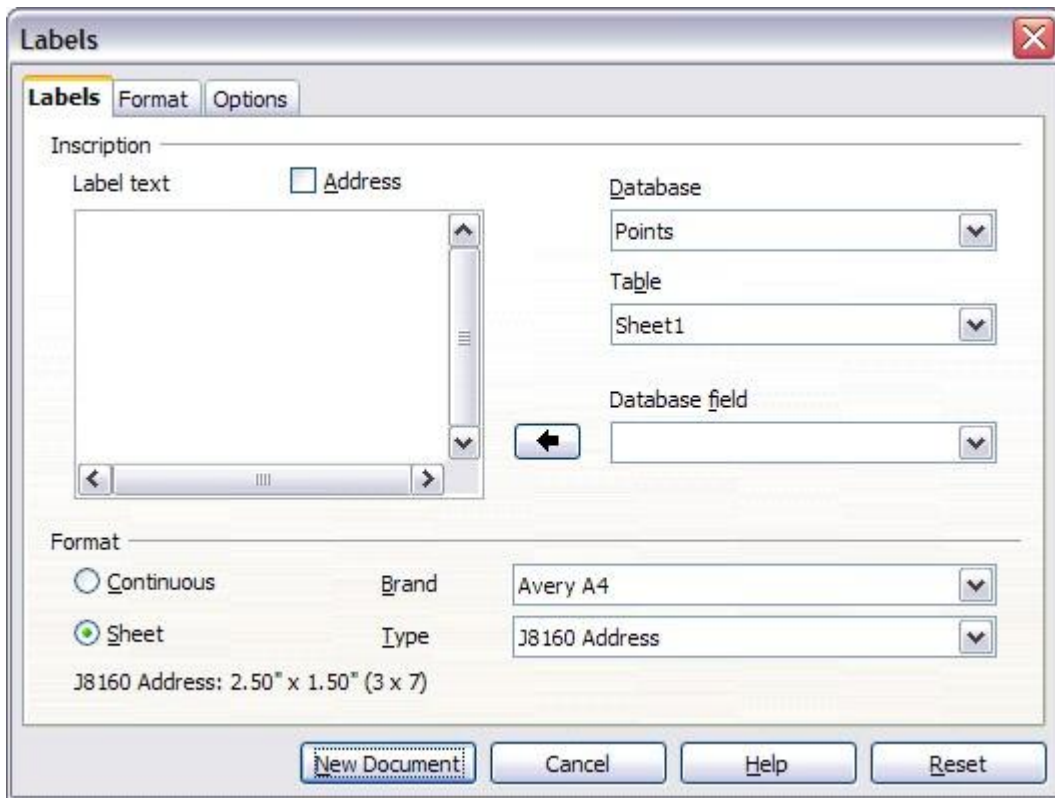 Labels
Labels Format Options
Inscription
Label text Address Database
Points
Table
Sheet1
Database field
Format
Continuous Brand Avery A4
Sheet Type J8160 Address
J8160 Address: 2.50" x 1.50" (3 x 7)
New Document Cancel Help Reset